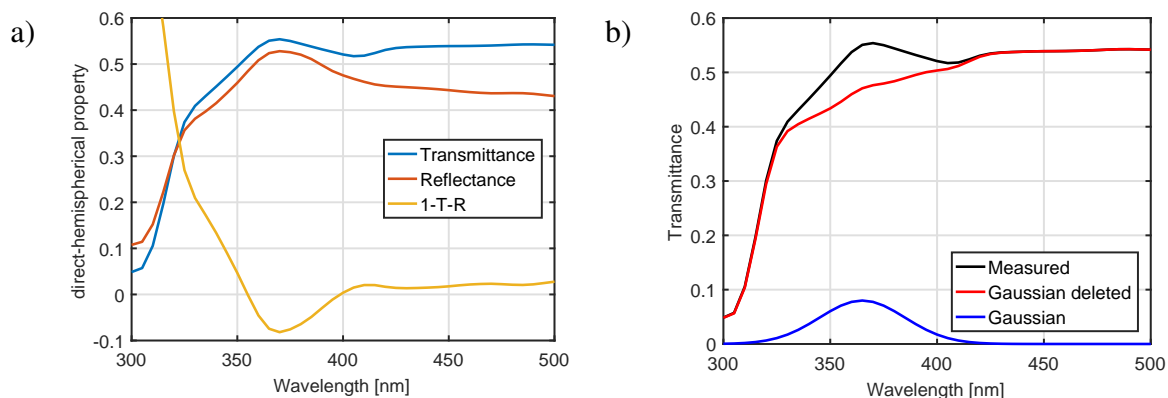 a)
0.6
0.5
0.4
0.3
0.2
0.1
0
-0.1
direct-hemispherical property
Transmittance
Reflectance
1-T-R
300
350
400
450
500
Wavelength [nm]
b)
0.6
0.5
0.4
0.3
0.2
0.1
0
Transmittance
Measured
Gaussian deleted
Gaussian
300
350
400
450
500
Wavelength [nm]